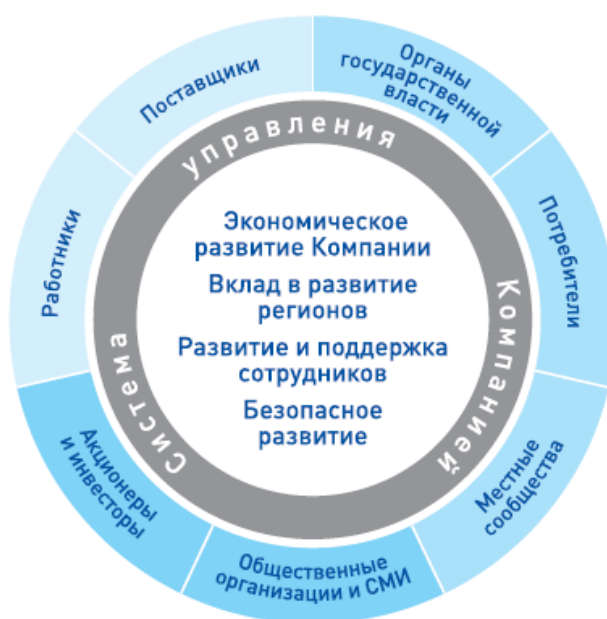 Поставщики
Органы
государственной
власти
Потребители
Местные
сообщества
Общественные
организации и СМИ
Акционеры
и инвесторы
Работники
Система
управления
Компанией
Экономическое
развитие Компании
Вклад в развитие
регионов
Развитие и поддержка
сотрудников
Безопасное
развитие